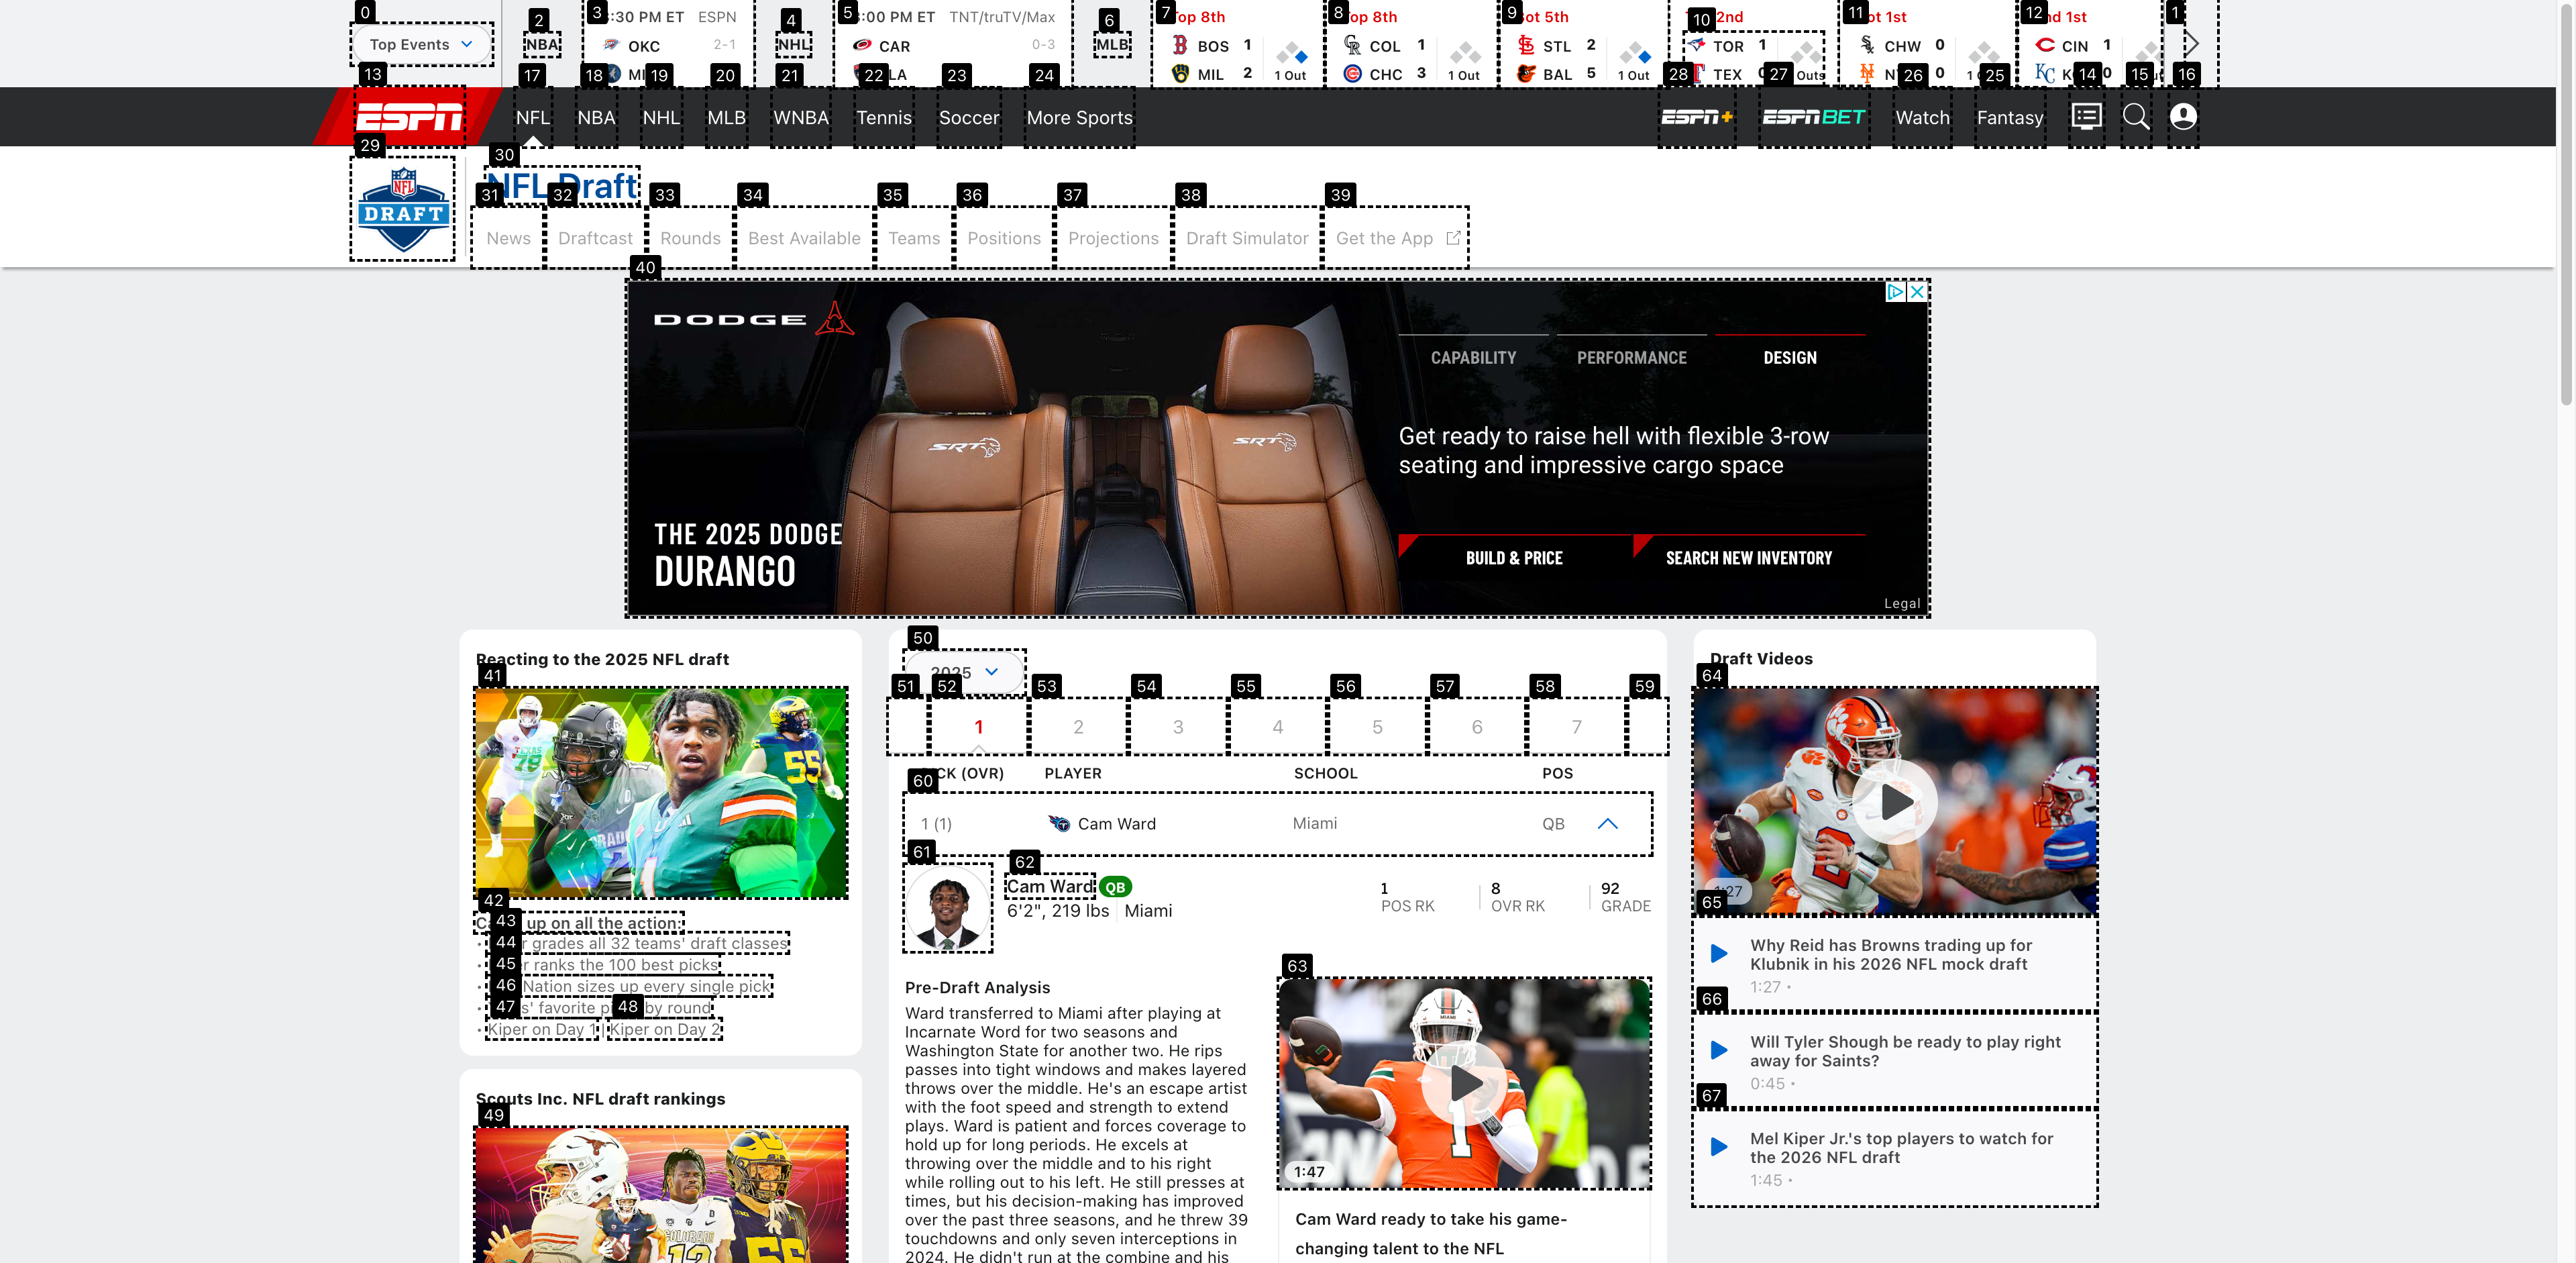 Top Events
NBA
:30 PM ET ESPN
OKC 2-1
NHL
:00 PM ET TNT/truTV/Max
CAR 0-3
MLB
Top 8th
BOS 1
MIL 2
1 Out
Top 8th
COL 1
CHC 3
1 Out
Bot 5th
STL 2
BAL 5
1 Out
2nd
TOR 1
TEX
Outs
Bot 1st
CHW 0
0
CIN 1
0
ESPN
NFL
NBA
NHL
MLB
WNBA
Tennis
Soccer
More Sports
ESPN+
ESPN BET
Watch
Fantasy
NFL
DRAFT
NFL Draft
News
Draftcast
Rounds
Best Available
Teams
Positions
Projections
Draft Simulator
Get the App
DODGE
CAPABILITY
PERFORMANCE
DESIGN
SRT
SRT
Get ready to raise hell with flexible 3-row
seating and impressive cargo space
THE 2025 DODGE
DURANGO
BUILD & PRICE
SEARCH NEW INVENTORY
Legal
Reacting to the 2025 NFL draft
up on all the action:
grades all 32 teams' draft classes
ranks the 100 best picks
Nation sizes up every single pick
favorite by round
Kiper on Day 1 | Kiper on Day 2
Scouts Inc. NFL draft rankings
2025
1 2 3 4 5 6 7
PICK (OVR) PLAYER SCHOOL POS
1 (1) Cam Ward Miami QB
Cam Ward QB
6'2", 219 lbs Miami
1
POS RK
8
OVR RK
92
GRADE
Pre-Draft Analysis
Ward transferred to Miami after playing at
Incarnate Word for two seasons and
Washington State for another two. He rips
passes into tight windows and makes layered
throws over the middle. He's an escape artist
with the foot speed and strength to extend
plays. Ward is patient and forces coverage to
hold up for long periods. He excels at
throwing over the middle and to his right
while rolling out to his left. He still presses at
times, but his decision-making has improved
over the past three seasons, and he threw 39
touchdowns and only seven interceptions in
2024. He didn't run at the combine and his
1:47
Cam Ward ready to take his game-
changing talent to the NFL
Draft Videos
1:27
Why Reid has Browns trading up for
Klubnik in his 2026 NFL mock draft
1:27 •
Will Tyler Shough be ready to play right
away for Saints?
0:45 •
Mel Kiper Jr.'s top players to watch for
the 2026 NFL draft
1:45 •
0
2
3
4
5
6
7
8
9
10
11
12
1
13
17
18
19
20
21
22
23
24
28
27
26
25
14
15
16
29
30
31
32
33
34
35
36
37
38
39
40
41
42
43
44
45
46
47
48
49
50
51
52
53
54
55
56
57
58
59
60
61
62
63
64
65
66
67